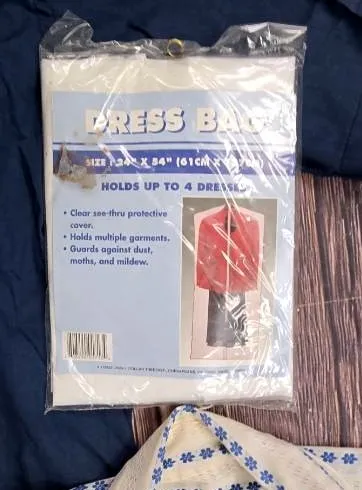 DRESS BAG
SIZE : 24" X 54" (61CM X
HOLDS UP TO 4 DRESSES
• Clear see-thru protective
cover.
• Holds multiple garments.
• Guards against dust,
moths, and mildew.